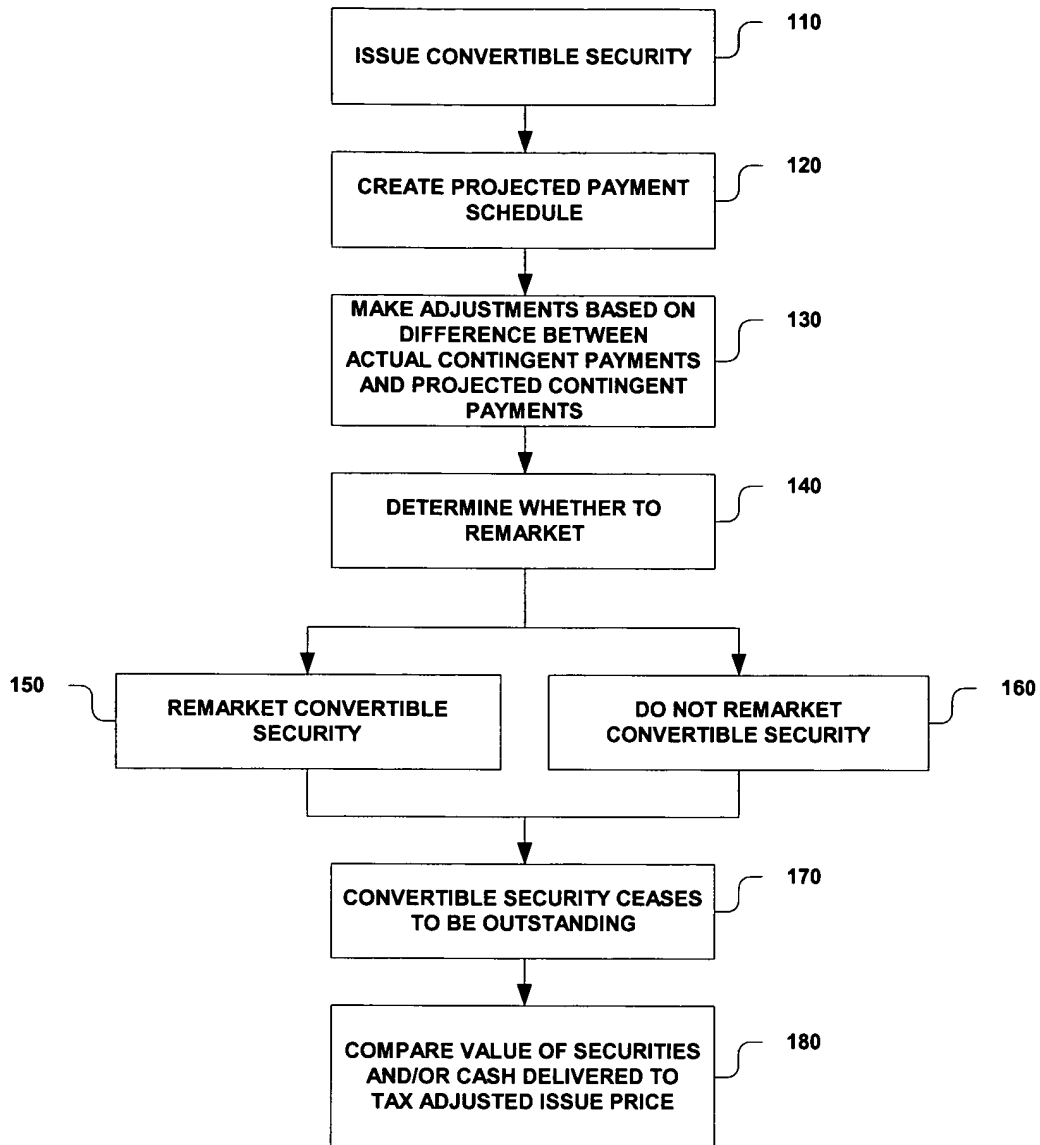 110
ISSUE CONVERTIBLE SECURITY
120
CREATE PROJECTED PAYMENT
SCHEDULE
130
MAKE ADJUSTMENTS BASED ON
DIFFERENCE BETWEEN
ACTUAL CONTINGENT PAYMENTS
AND PROJECTED CONTINGENT
PAYMENTS
140
DETERMINE WHETHER TO
REMARKET
150
REMARKET CONVERTIBLE
SECURITY
160
DO NOT REMARKET
CONVERTIBLE SECURITY
170
CONVERTIBLE SECURITY CEASES
TO BE OUTSTANDING
180
COMPARE VALUE OF SECURITIES
AND/OR CASH DELIVERED TO
TAX ADJUSTED ISSUE PRICE